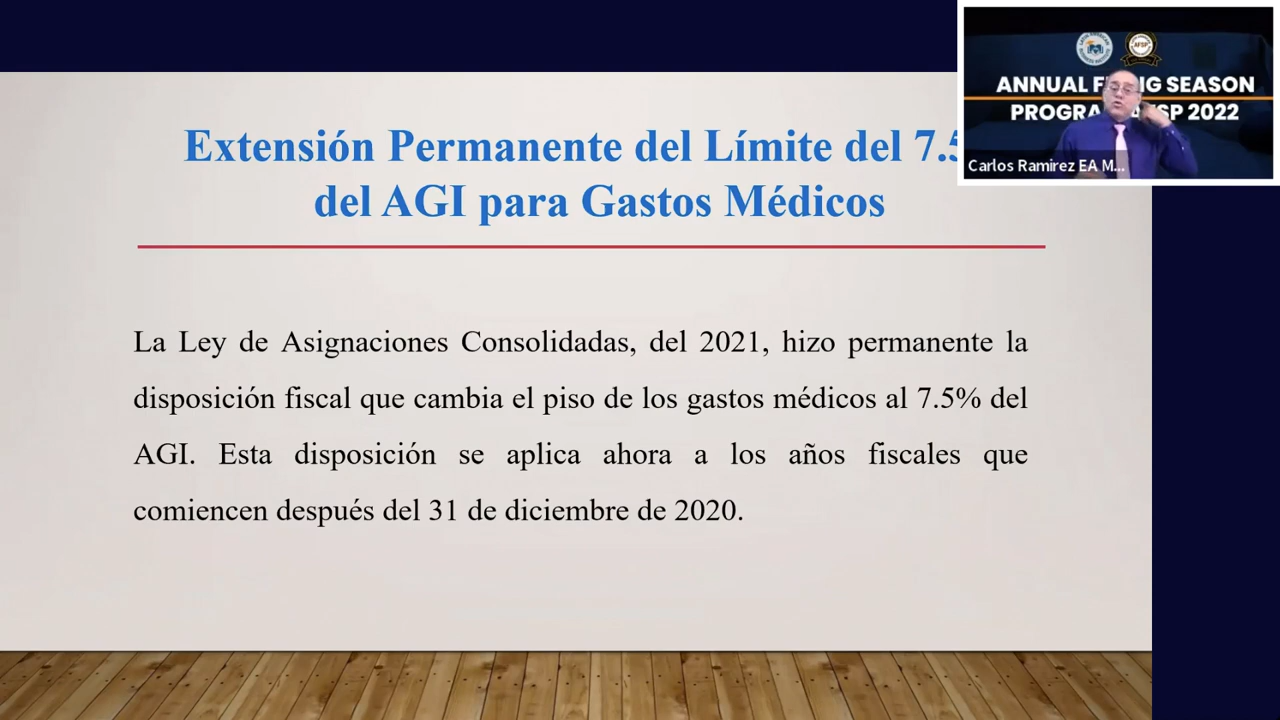 Extensión Permanente del Límite del 7.5
del AGI para Gastos Médicos
La Ley de Asignaciones Consolidadas, del 2021, hizo permanente la
disposición fiscal que cambia el piso de los gastos médicos al 7.5% del
AGI. Esta disposición se aplica ahora a los años fiscales que
comiencen después del 31 de diciembre de 2020.
AFSP
ANNUAL SEASON
2022
Carlos Ramirez EA M...